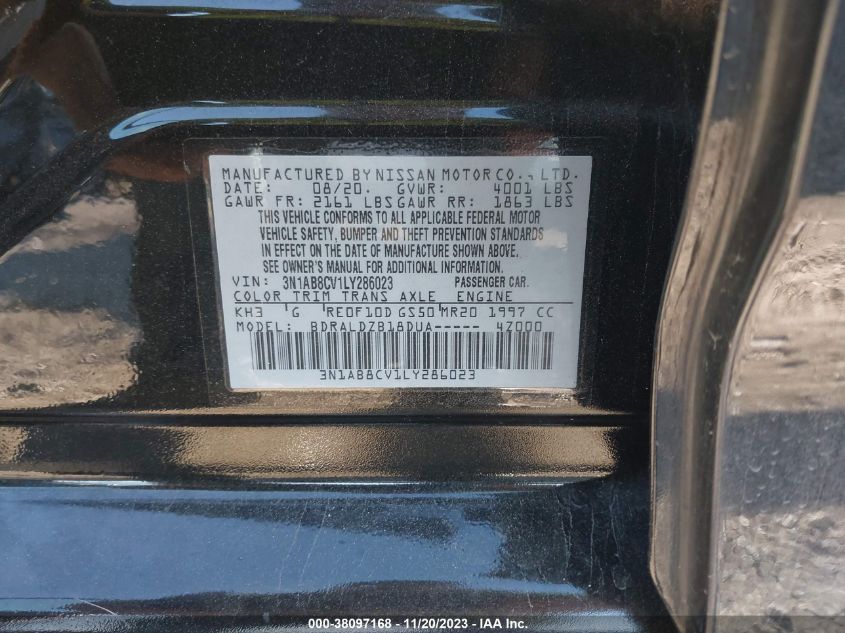 MANUFACTURED BY NISSAN MOTOR CO., LTD.
DATE: 08/20. GVWR: 4001 LBS
GAWR FR: 2161 LBS GAWR RR: 1863 LBS
THIS VEHICLE CONFORMS TO ALL APPLICABLE FEDERAL MOTOR
VEHICLE SAFETY, BUMPER AND THEFT PREVENTION STANDARDS
IN EFFECT ON THE DATE OF MANUFACTURE SHOWN ABOVE.
SEE OWNER'S MANUAL FOR ADDITIONAL INFORMATION.
VIN: 3N1AB8CV1LY286023 PASSENGER CAR.
COLOR TRIM TRANS AXLE ENGINE
KH3 G RE0F10D GS50 MR20 1997 CC
MODEL: BDRALDZB18DUA----- 4Z000
3N1AB8CV1LY286023
000-38097168 - 11/20/2023 - IAA Inc.